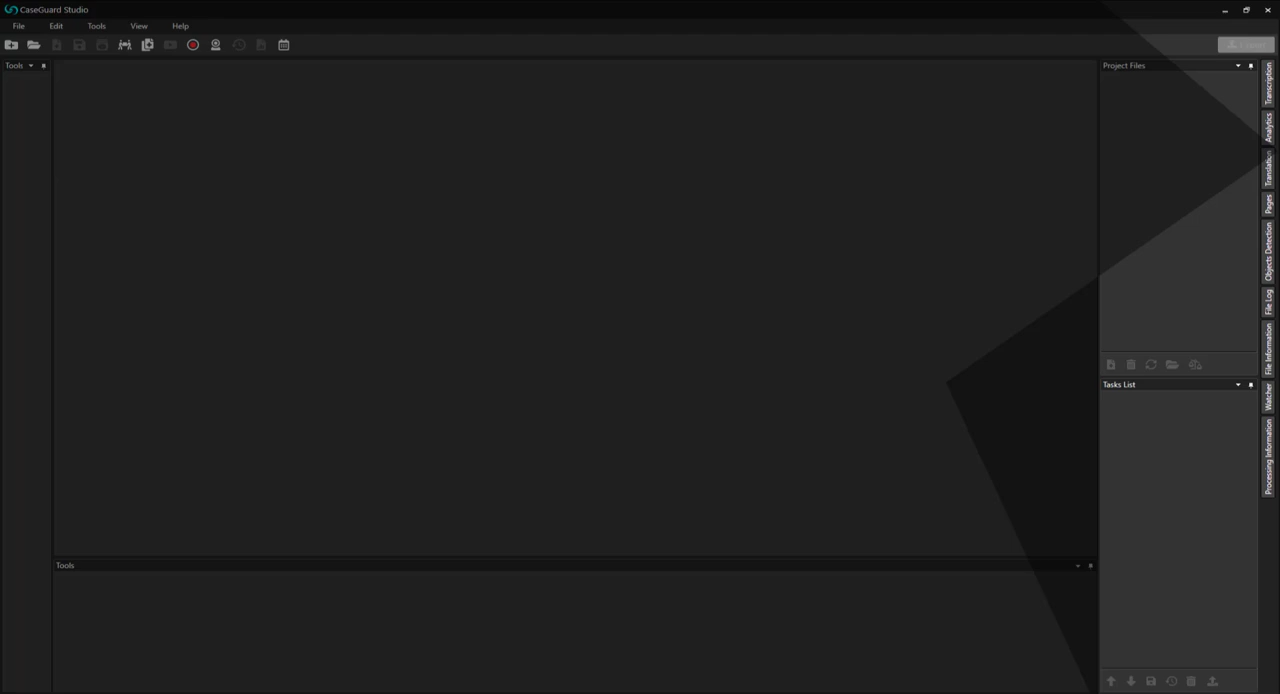 CaseGuard Studio
File Edit Tools View Help
Tools
Project Files
Tasks List
Tools
Transcription
Analytics
Translation
Pages
Objects Detection
File Log
File Information
Watcher
Processing Information